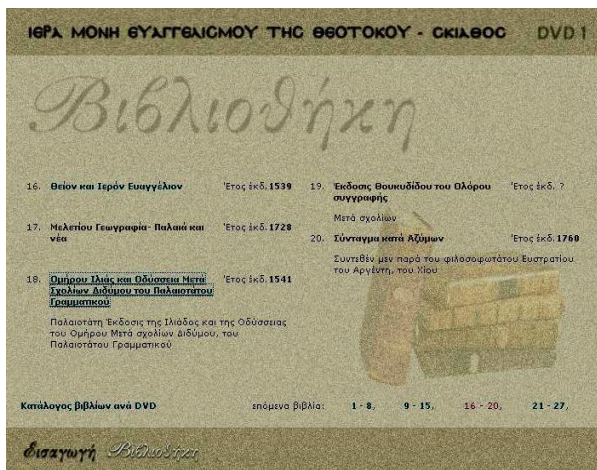 ΙΕΡΑ ΜΟΝΗ ΕΥΑΓΓΕΛΙCΜΟΥ ΤΗC ΘΕΟΤΟΚΟΥ - CΚΙΑΘΟC DVD 1
Βιβλιοθήκη
16. Θείον και Ιερόν Ευαγγέλιον Έτος έκδ. 1539
17. Μελετίου Γεωγραφία- Παλαιά και Έτος έκδ. 1728
νέα
18. Ομήρου Ιλιάς και Οδύσσεια Μετά Έτος έκδ. 1541
Σχολίων Διδύμου του Παλαιοτάτου
Γραμματικού
Παλαιοτάτη Έκδοσις της Ιλιάδος και της Οδύσσειας
του Ομήρου Μετά σχολίων Διδύμου, του
Παλαιοτάτου Γραμματικού
19. Έκδοσις Θουκυδίδου του Ολόρου Έτος έκδ. ?
συγγραφής
Μετά σχολίων
20. Σύνταγμα κατά Αζύμων Έτος έκδ. 1760
Συντεθέν μεν παρά του φιλοσοφωτάτου Ευστρατίου
του Αργέντη, του Χίου
Κατάλογος βιβλίων ανά DVD επόμενα βιβλία: 1 - 8, 9 - 15, 16 - 20, 21 - 27,
Εισαγωγή Βιβλιοθήκη